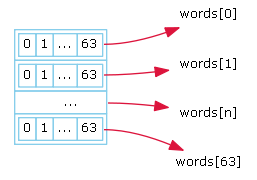 words[0]
0 1 ... 63
words[1]
0 1 ... 63
...
words[n]
0 1 ... 63
words[63]